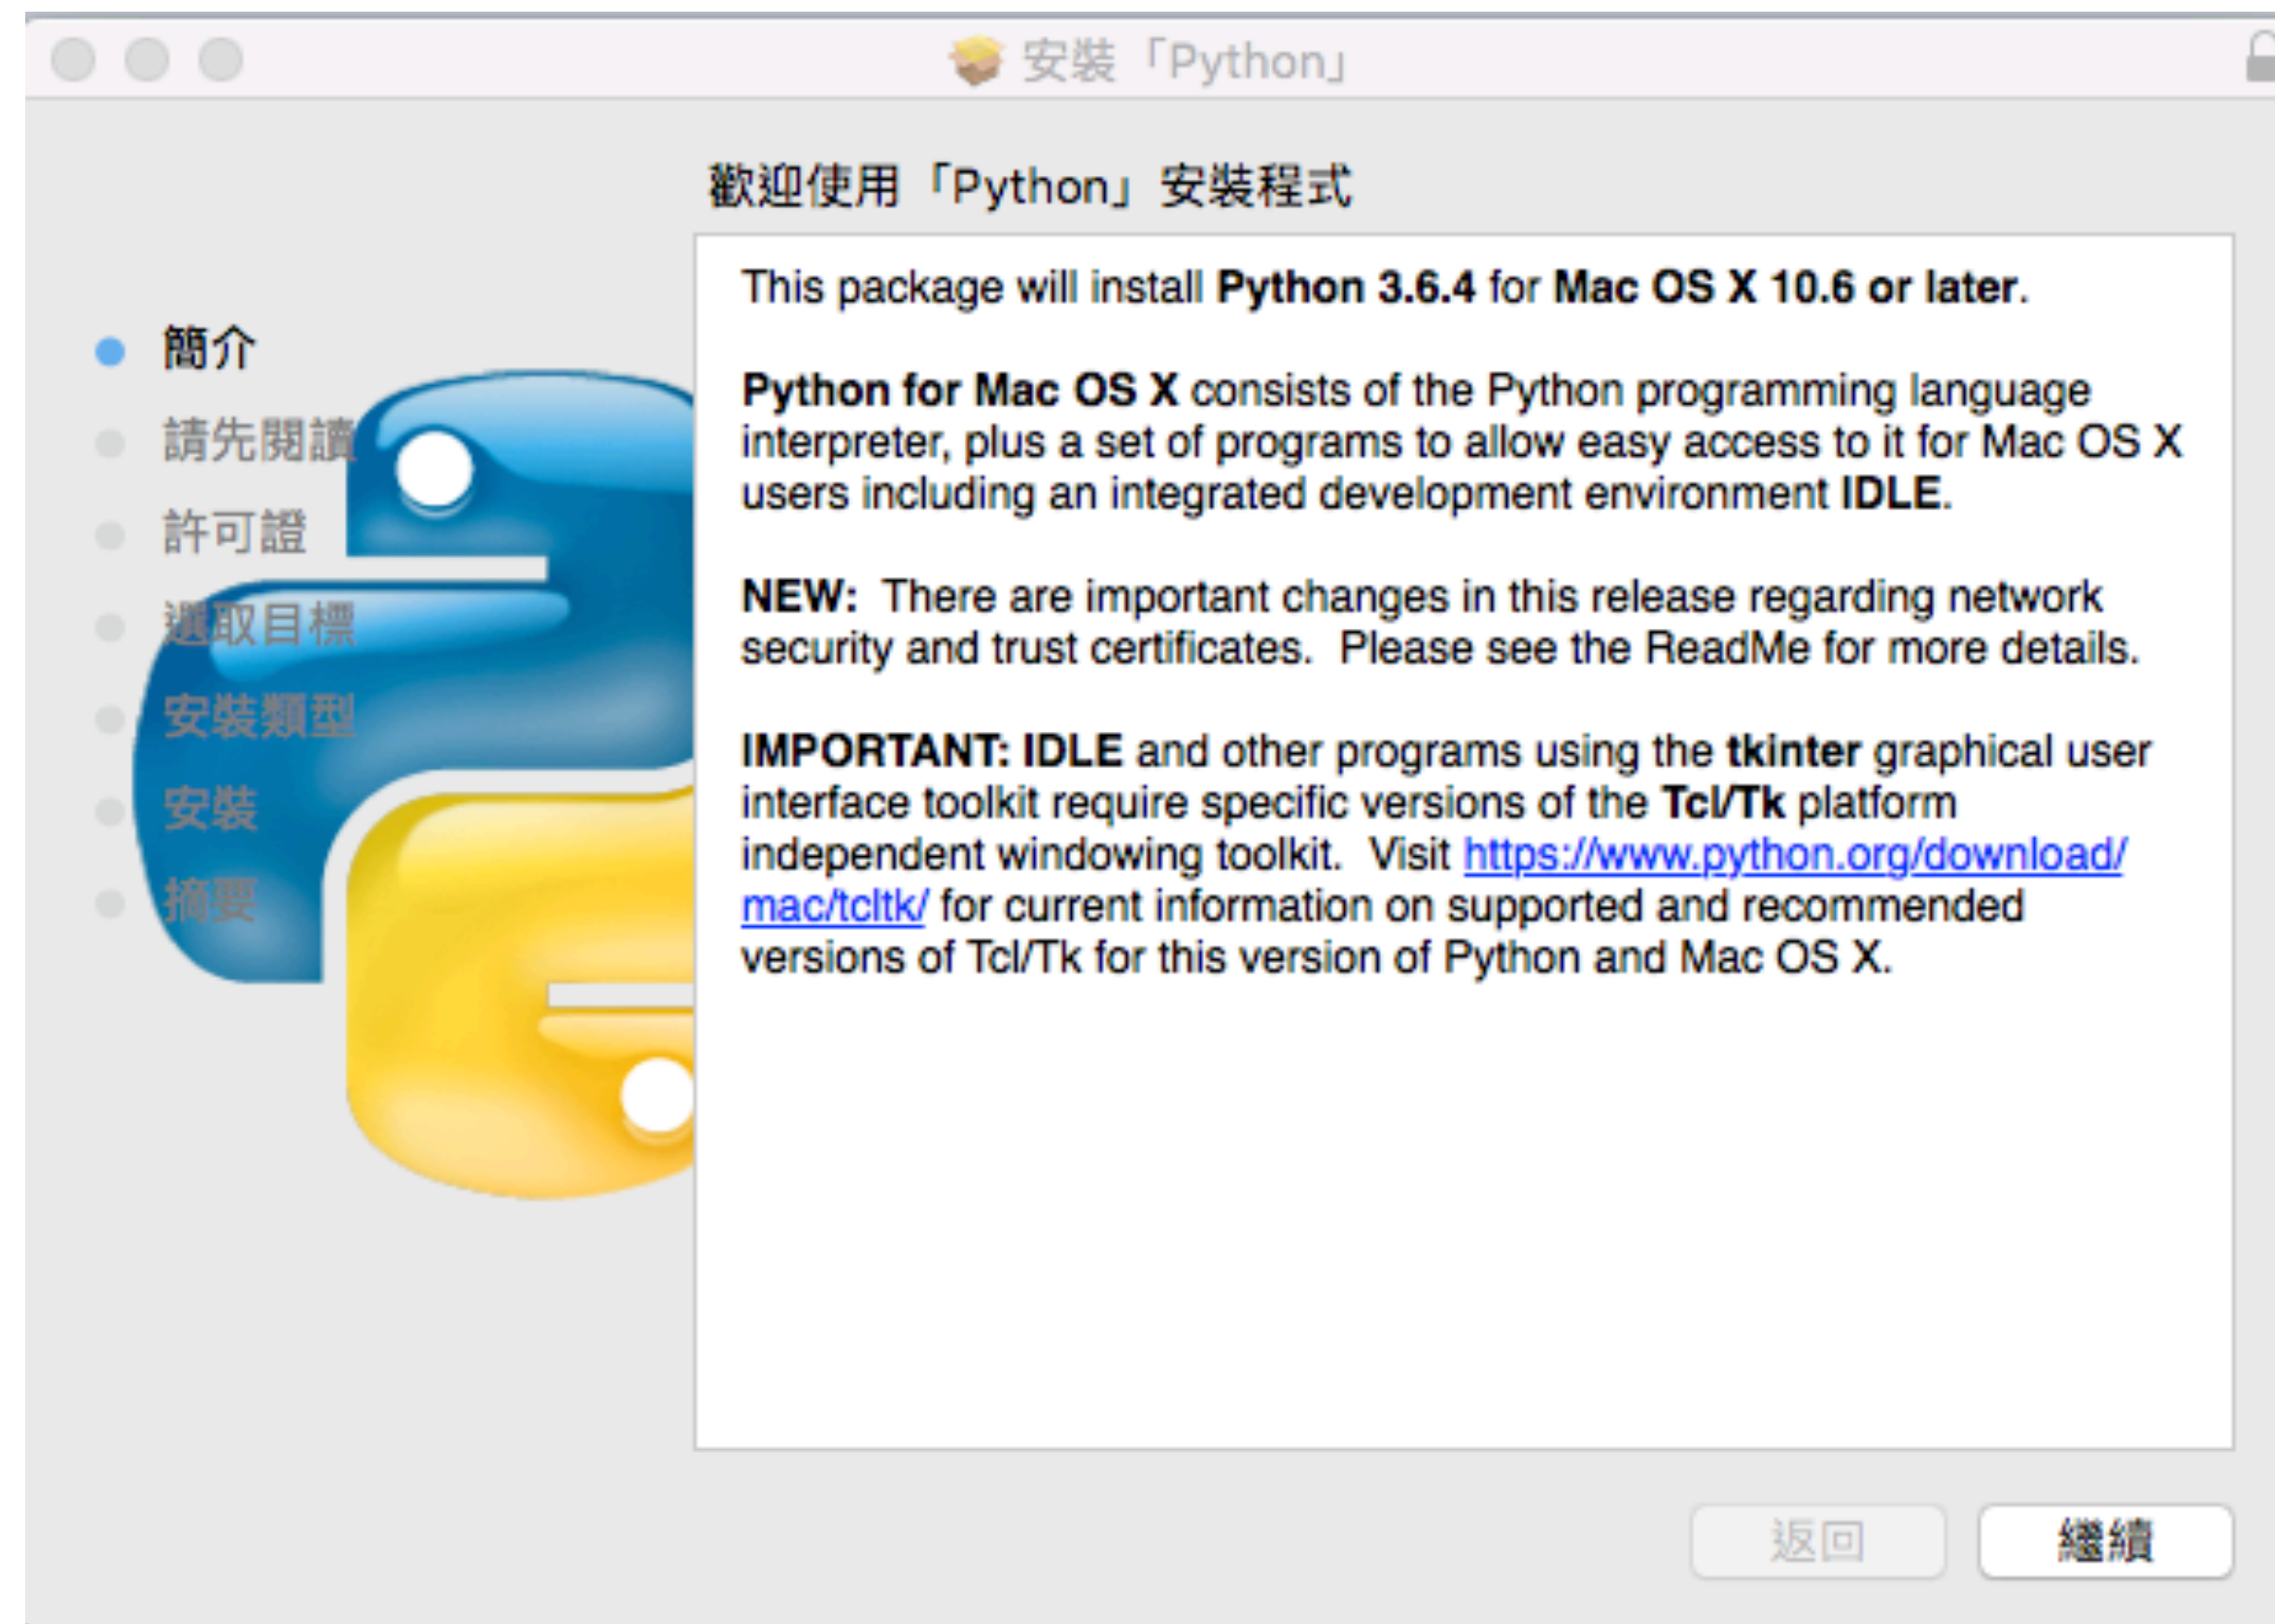 安裝「Python」
歡迎使用「Python」安裝程式
簡介
請先閱讀
許可證
選取目標
安裝類型
安裝
摘要
This package will install Python 3.6.4 for Mac OS X 10.6 or later.
Python for Mac OS X consists of the Python programming language
interpreter, plus a set of programs to allow easy access to it for Mac OS X
users including an integrated development environment IDLE.
NEW:  There are important changes in this release regarding network
security and trust certificates.  Please see the ReadMe for more details.
IMPORTANT: IDLE and other programs using the tkinter graphical user
interface toolkit require specific versions of the Tcl/Tk platform
independent windowing toolkit.  Visit https://www.python.org/download/
mac/tcltk/ for current information on supported and recommended
versions of Tcl/Tk for this version of Python and Mac OS X.
返回
繼續